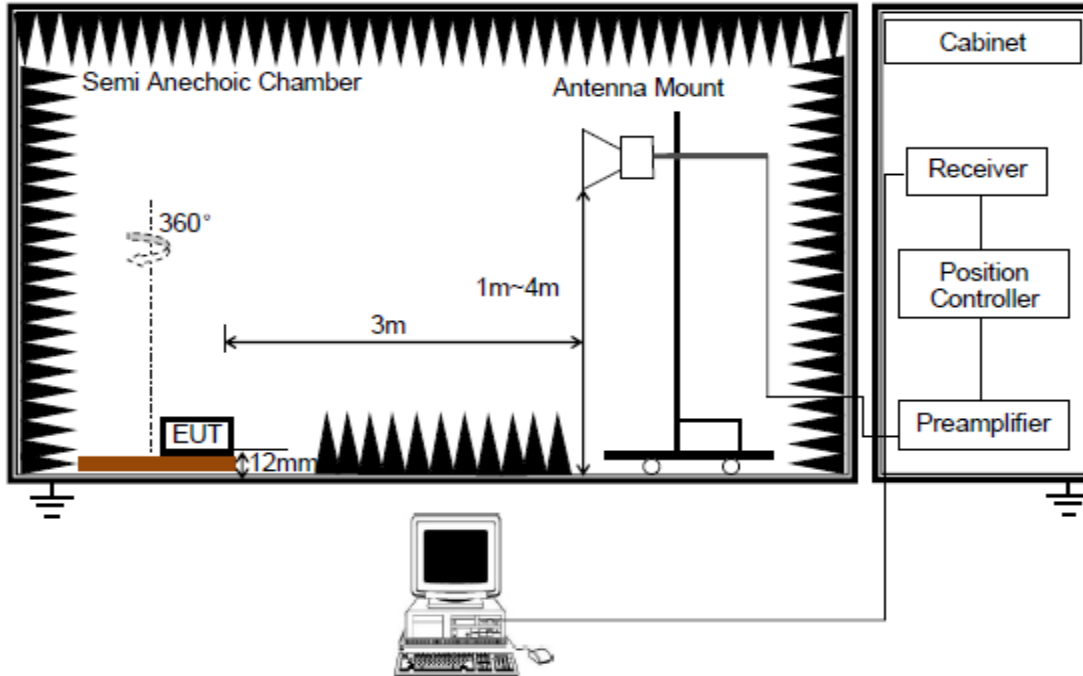 Semi Anechoic Chamber
Antenna Mount
Cabinet
Receiver
360°
1m~4m
Position
Controller
3m
EUT
12mm
Preamplifier